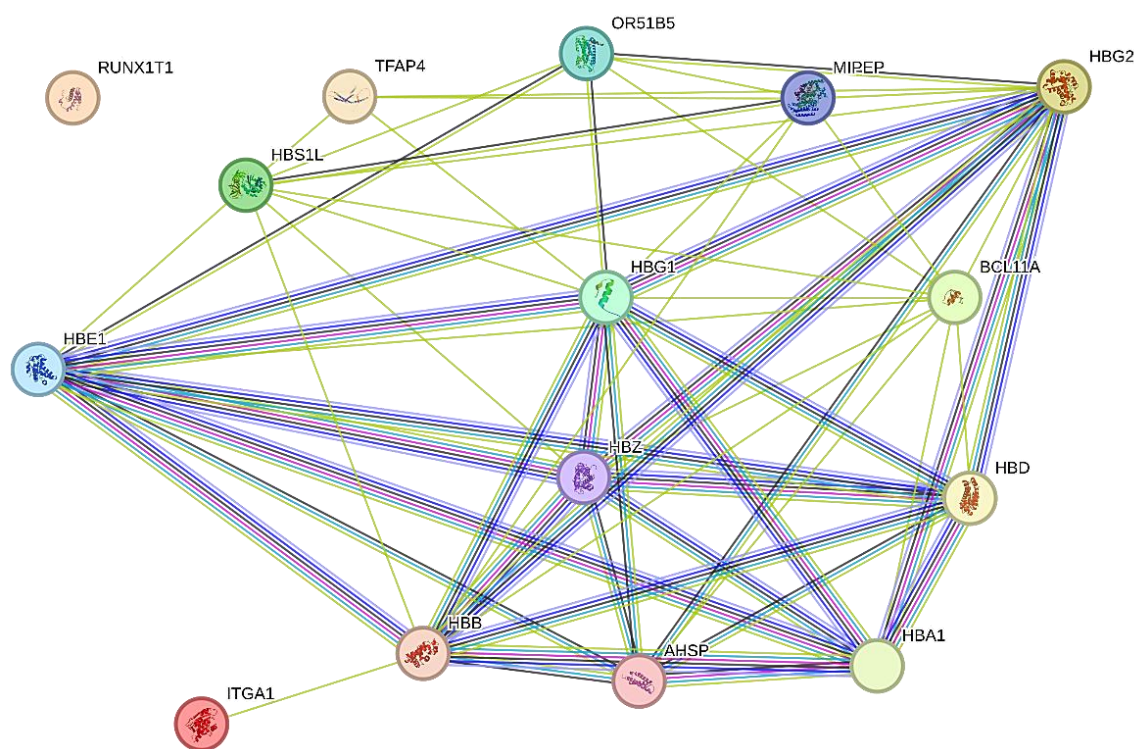 OR51B5
HBG2
RUNX1T1
TFAP4
MIPEP
HBS1L
HBG1
BCL11A
HBE1
HBZ
HBD
HBB
AHSP
HBA1
ITGA1